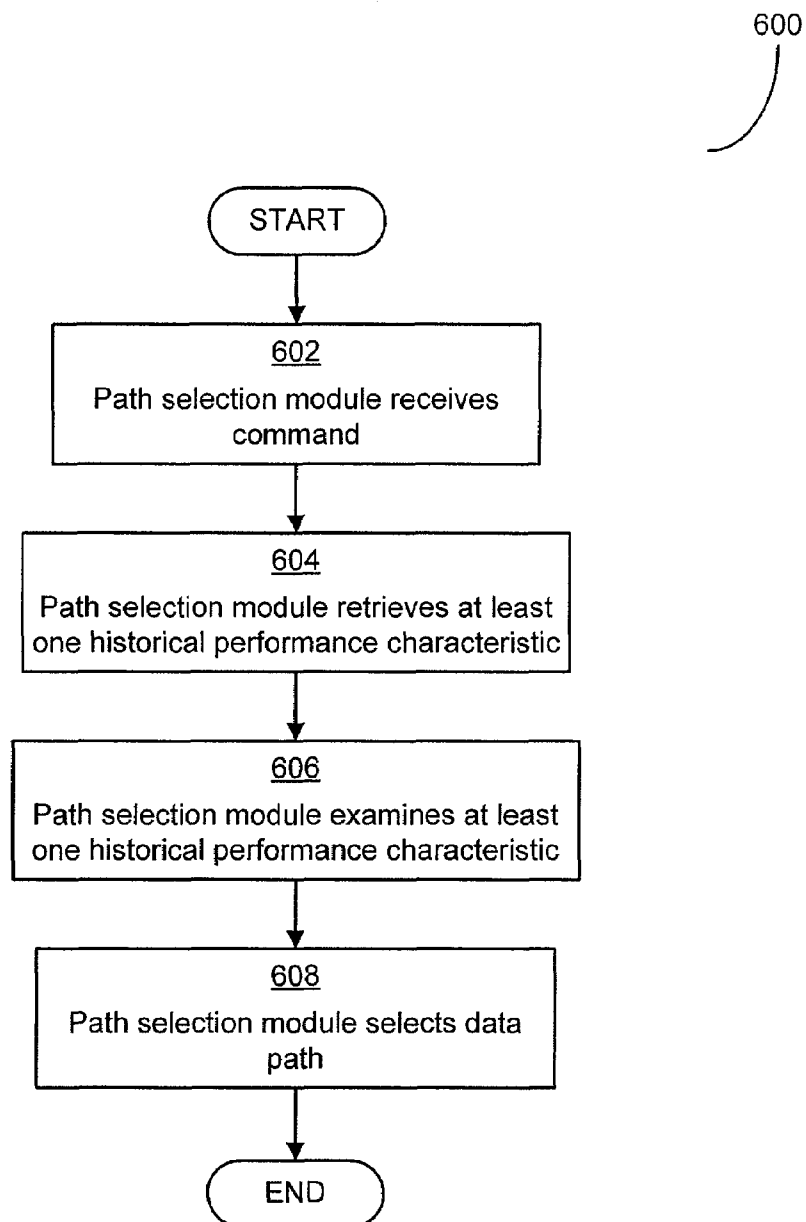 600
START
602
Path selection module receives
command
604
Path selection module retrieves at least
one historical performance characteristic
606
Path selection module examines at least
one historical performance characteristic
608
Path selection module selects data
path
END